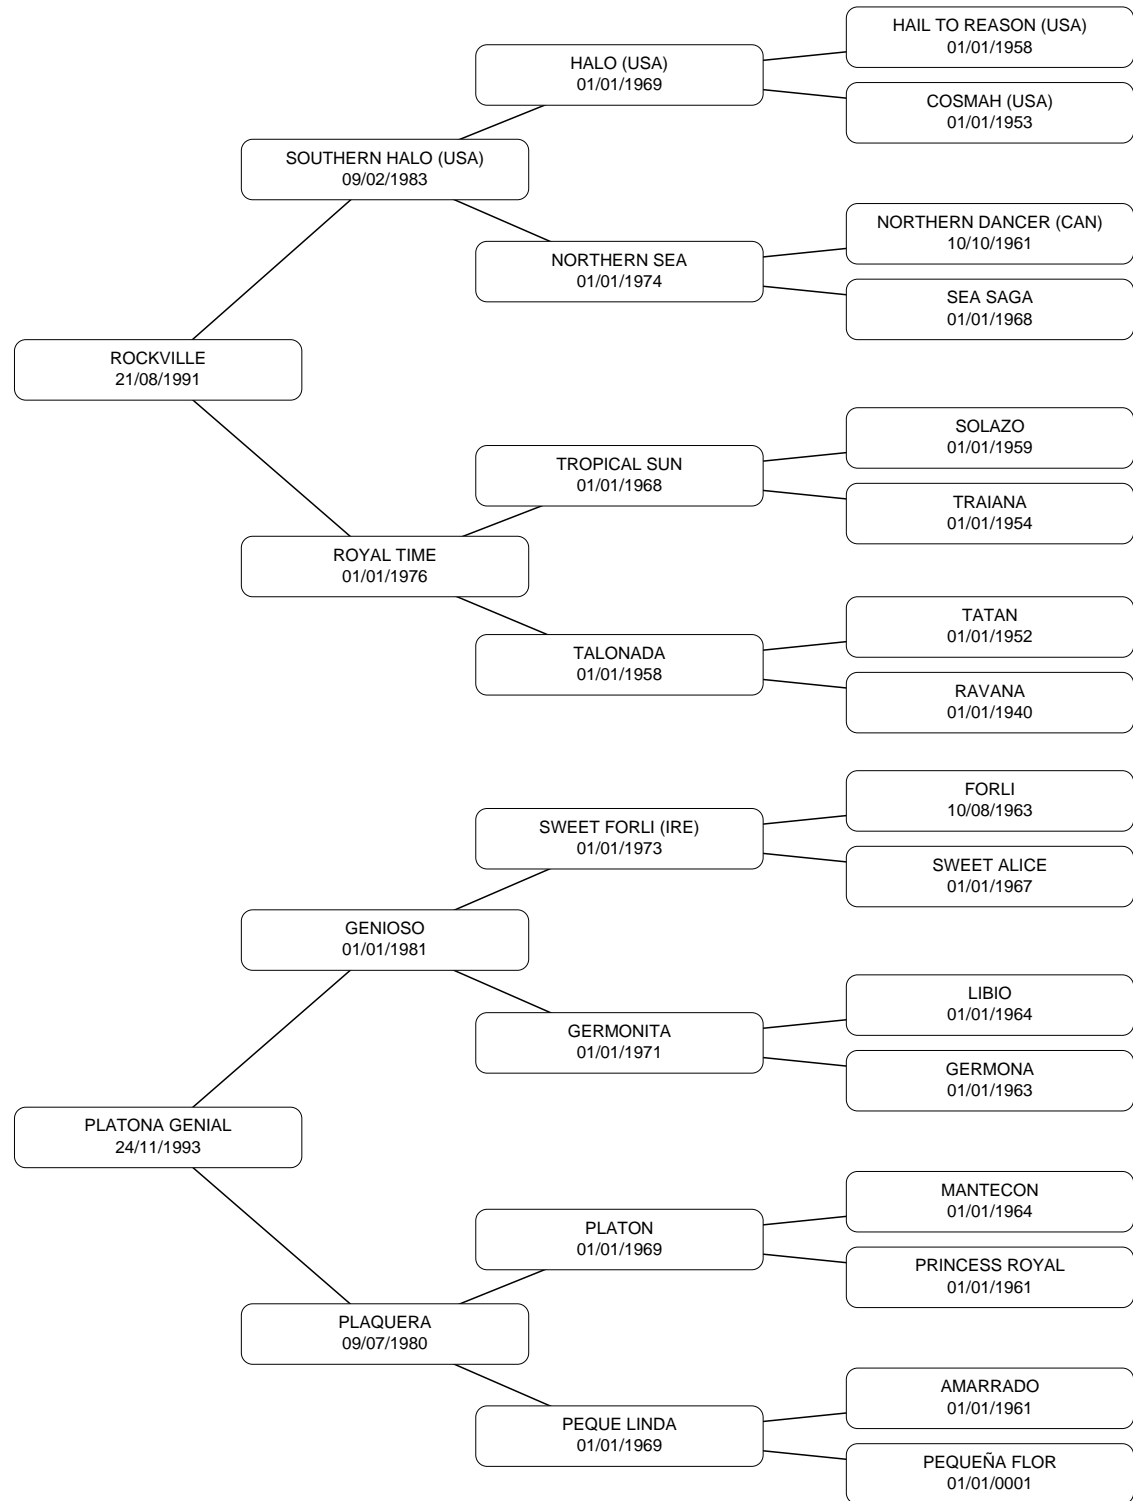 HAIL TO REASON (USA)
01/01/1958
HALO (USA)
01/01/1969
COSMAH (USA)
01/01/1953
SOUTHERN HALO (USA)
09/02/1983
NORTHERN DANCER (CAN)
10/10/1961
NORTHERN SEA
01/01/1974
SEA SAGA
01/01/1968
ROCKVILLE
21/08/1991
SOLAZO
01/01/1959
TROPICAL SUN
01/01/1968
TRAIANA
01/01/1954
ROYAL TIME
01/01/1976
TATAN
01/01/1952
TALONADA
01/01/1958
RAVANA
01/01/1940
FORLI
10/08/1963
SWEET FORLI (IRE)
01/01/1973
SWEET ALICE
01/01/1967
GENIOSO
01/01/1981
LIBIO
01/01/1964
GERMONITA
01/01/1971
GERMONA
01/01/1963
PLATONA GENIAL
24/11/1993
MANTECON
01/01/1964
PLATON
01/01/1969
PRINCESS ROYAL
01/01/1961
PLAQUERA
09/07/1980
AMARRADO
01/01/1961
PEQUE LINDA
01/01/1969
PEQUEÑA FLOR
01/01/0001